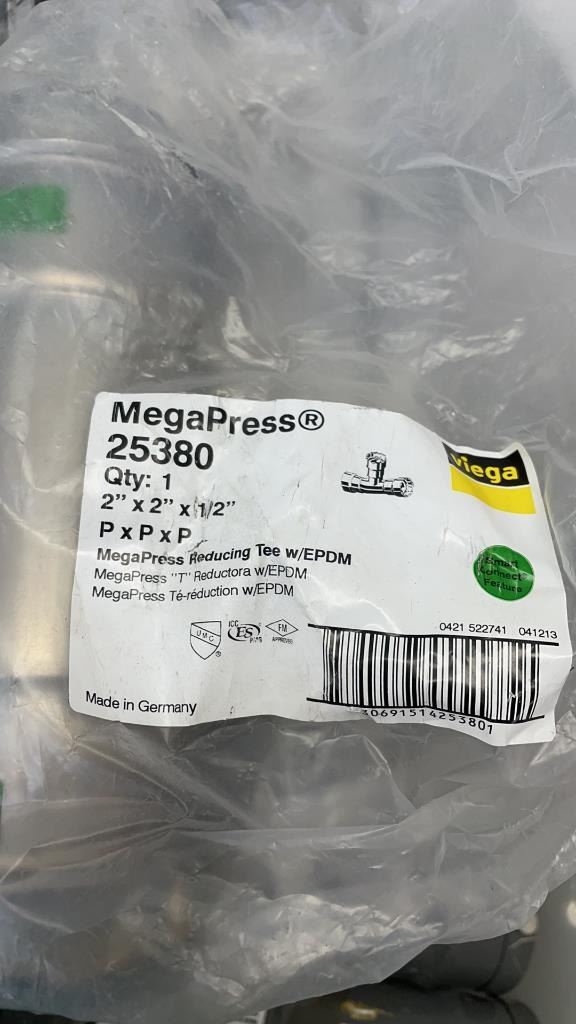 MegaPress®
25380
Qty: 1
2” x 2” x 1/2”
P x P x P
MegaPress Reducing Tee w/EPDM
MegaPress "T" Reductora w/EPDM
MegaPress Té-réduction w/EPDM
viega
Smart
Connect®
Feature
UMC
ICC
ES
PMG
FM
APPROVED
0421 522741 041213
30691514253801
Made in Germany